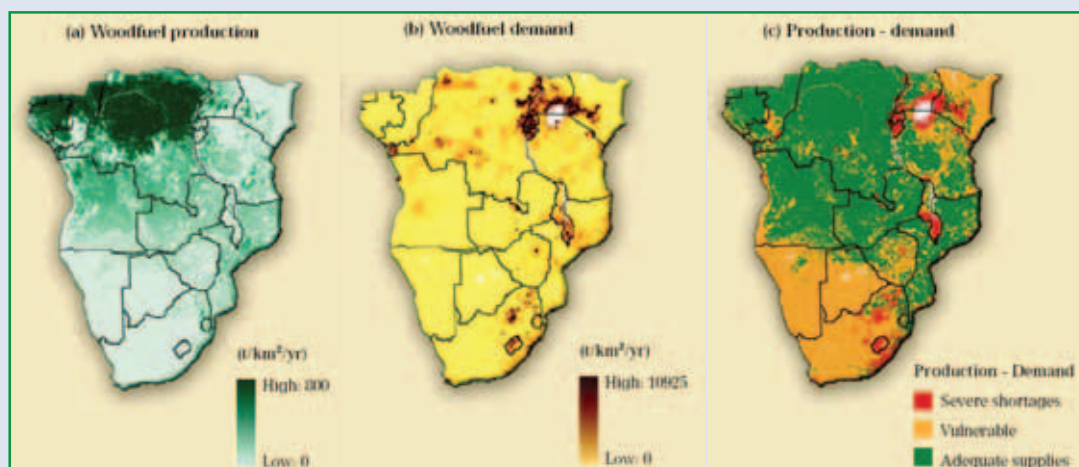 (a) Woodfuel production
(b) Woodfuel demand
(c) Production - demand
(t/km²/yr)
High: 800
Low: 0
(t/km²/yr)
High: 10925
Low: 0
Production - Demand
Severe shortages
Vulnerable
Adequate supplies